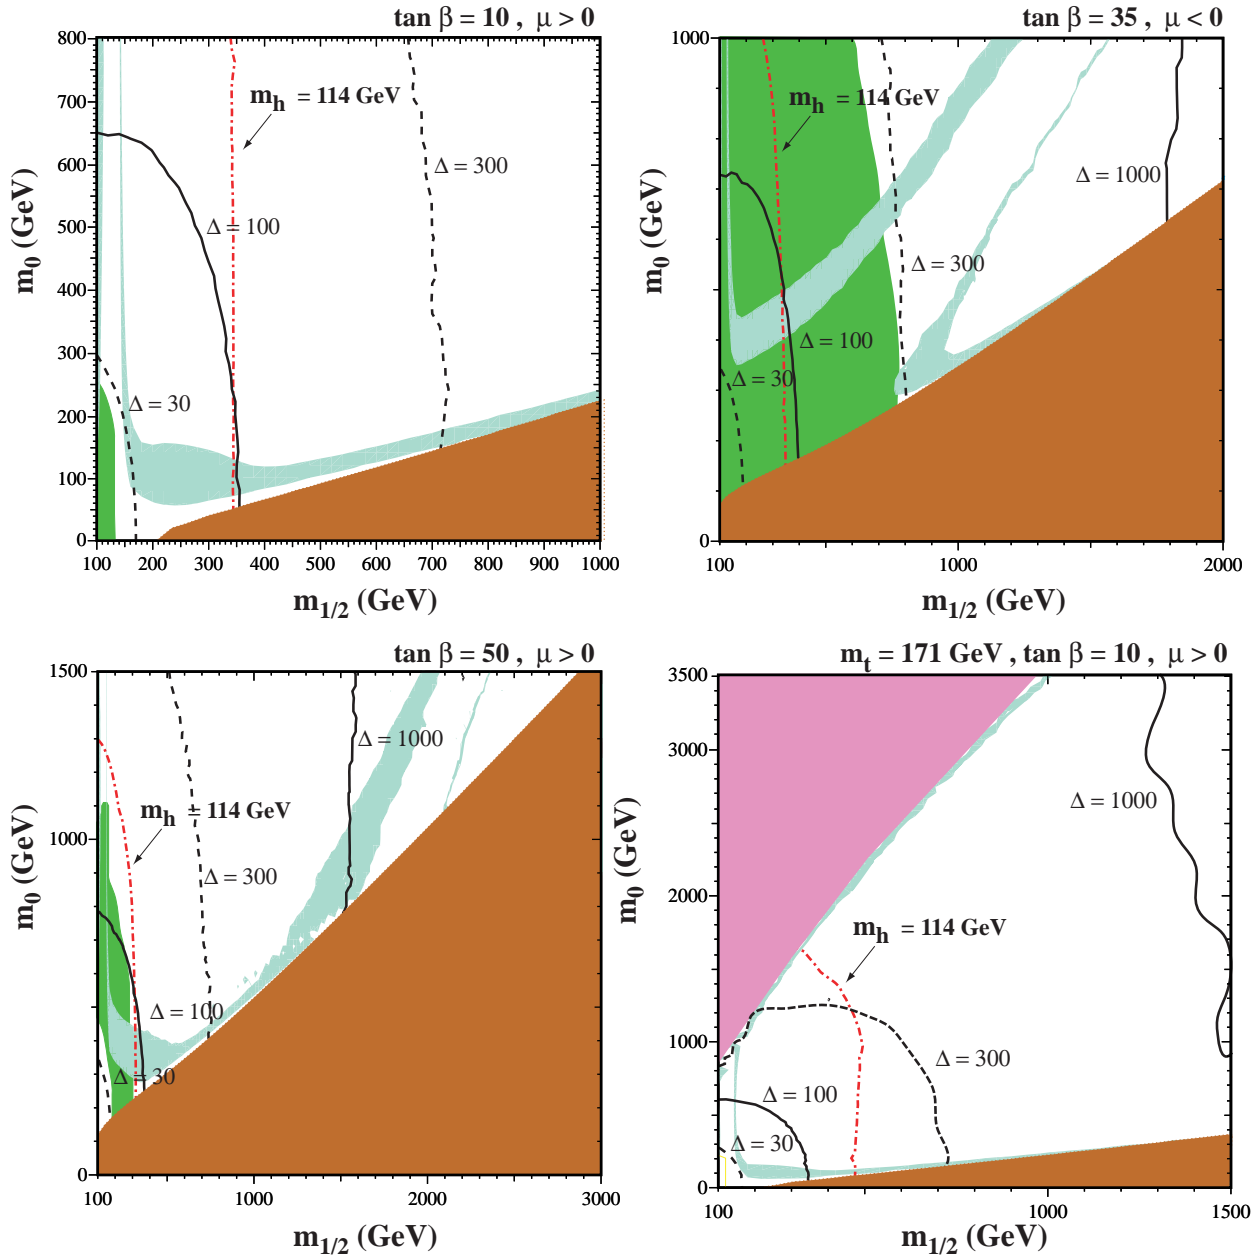 tan β = 10 , μ > 0
800
700
600
500
400
300
200
100
0
m0 (GeV)
mh = 114 GeV
Δ = 300
Δ = 100
Δ = 30
100 200 300 400 500 600 700 800 900 1000
m1/2 (GeV)
tan β = 35 , μ < 0
1000
0
m0 (GeV)
mh = 114 GeV
Δ = 1000
Δ = 300
Δ = 100
Δ = 30
100 1000 2000
m1/2 (GeV)
tan β = 50 , μ > 0
1500
1000
0
m0 (GeV)
Δ = 1000
mh = 114 GeV
Δ = 300
Δ = 100
Δ = 30
100 1000 2000 3000
m1/2 (GeV)
mt = 171 GeV , tan β = 10 , μ > 0
3500
3000
2000
1000
0
m0 (GeV)
Δ = 1000
mh = 114 GeV
Δ = 300
Δ = 100
Δ = 30
100 1000 1500
m1/2 (GeV)